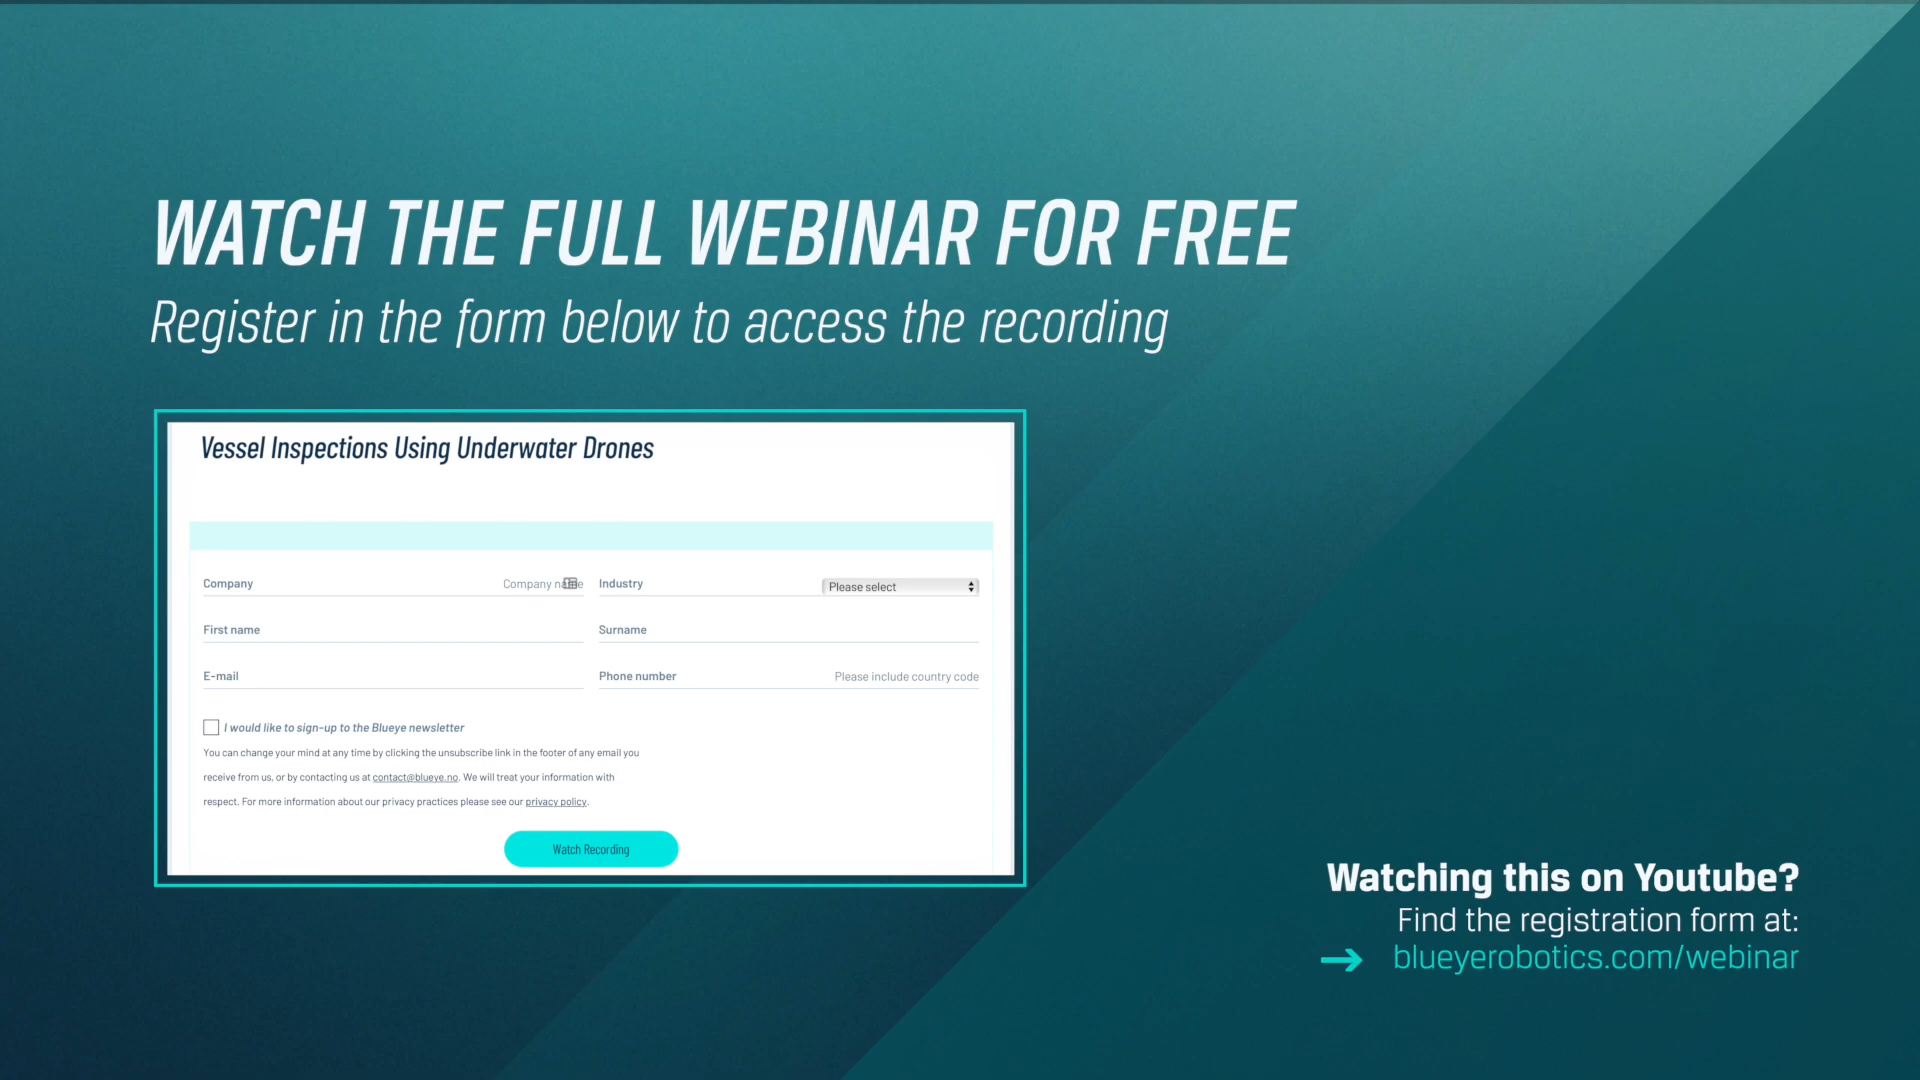 WATCH THE FULL WEBINAR FOR FREE
Register in the form below to access the recording
Vessel Inspections Using Underwater Drones
Company Company name Industry Please select
First name Surname
E-mail Phone number Please include country code
I would like to sign-up to the Blueye newsletter
You can change your mind at any time by clicking the unsubscribe link in the footer of any email you
receive from us, or by contacting us at contact@blueye.no. We will treat your information with
respect. For more information about our privacy practices please see our privacy policy.
Watch Recording
Watching this on Youtube?
Find the registration form at:
→ blueyerobotics.com/webinar